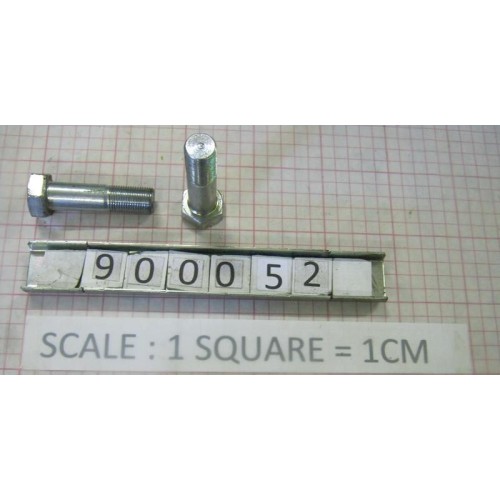 900052
SCALE : 1 SQUARE = 1CM